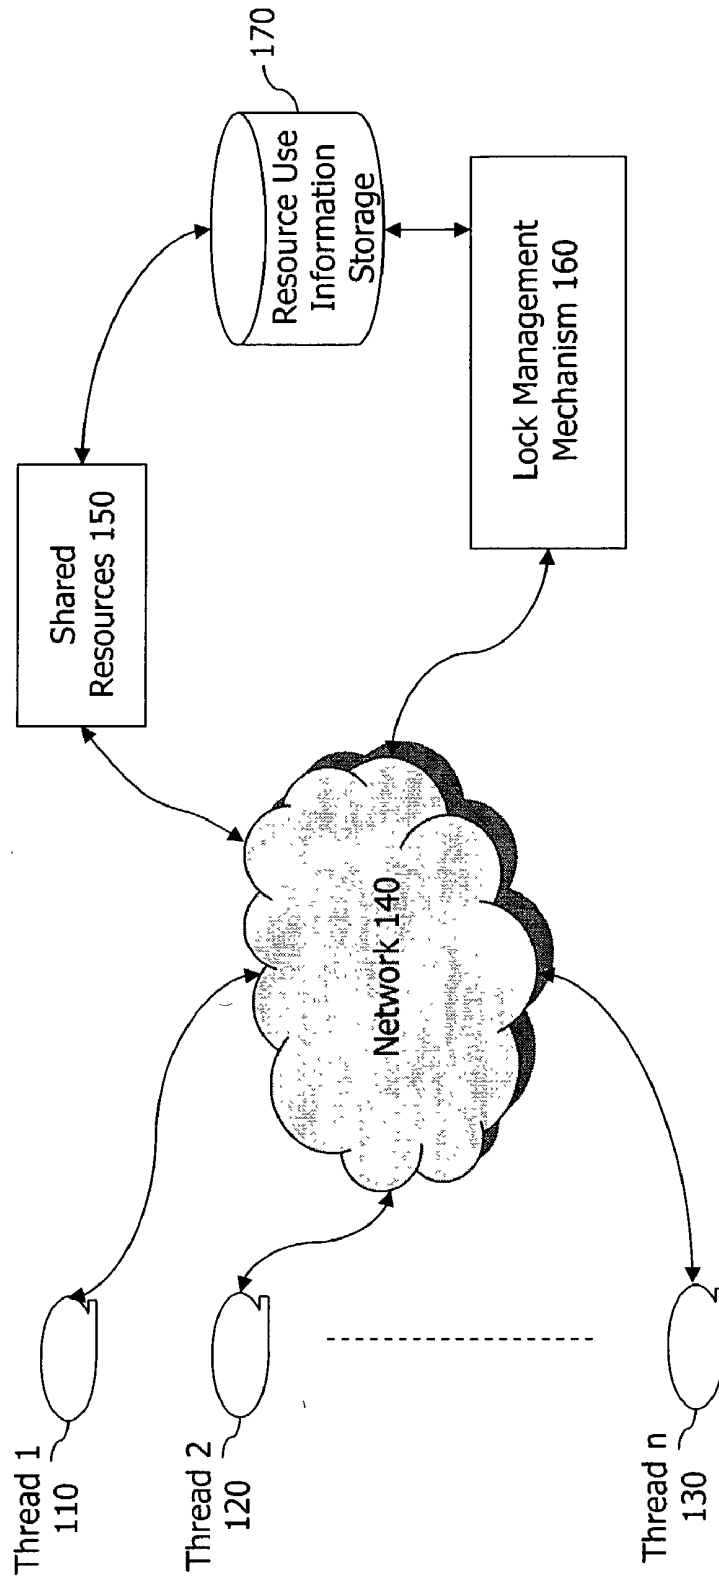 Thread 1
110
Thread 2
120
Thread n
130
Network 140
Shared
Resources 150
170
Resource Use
Information
Storage
Lock Management
Mechanism 160